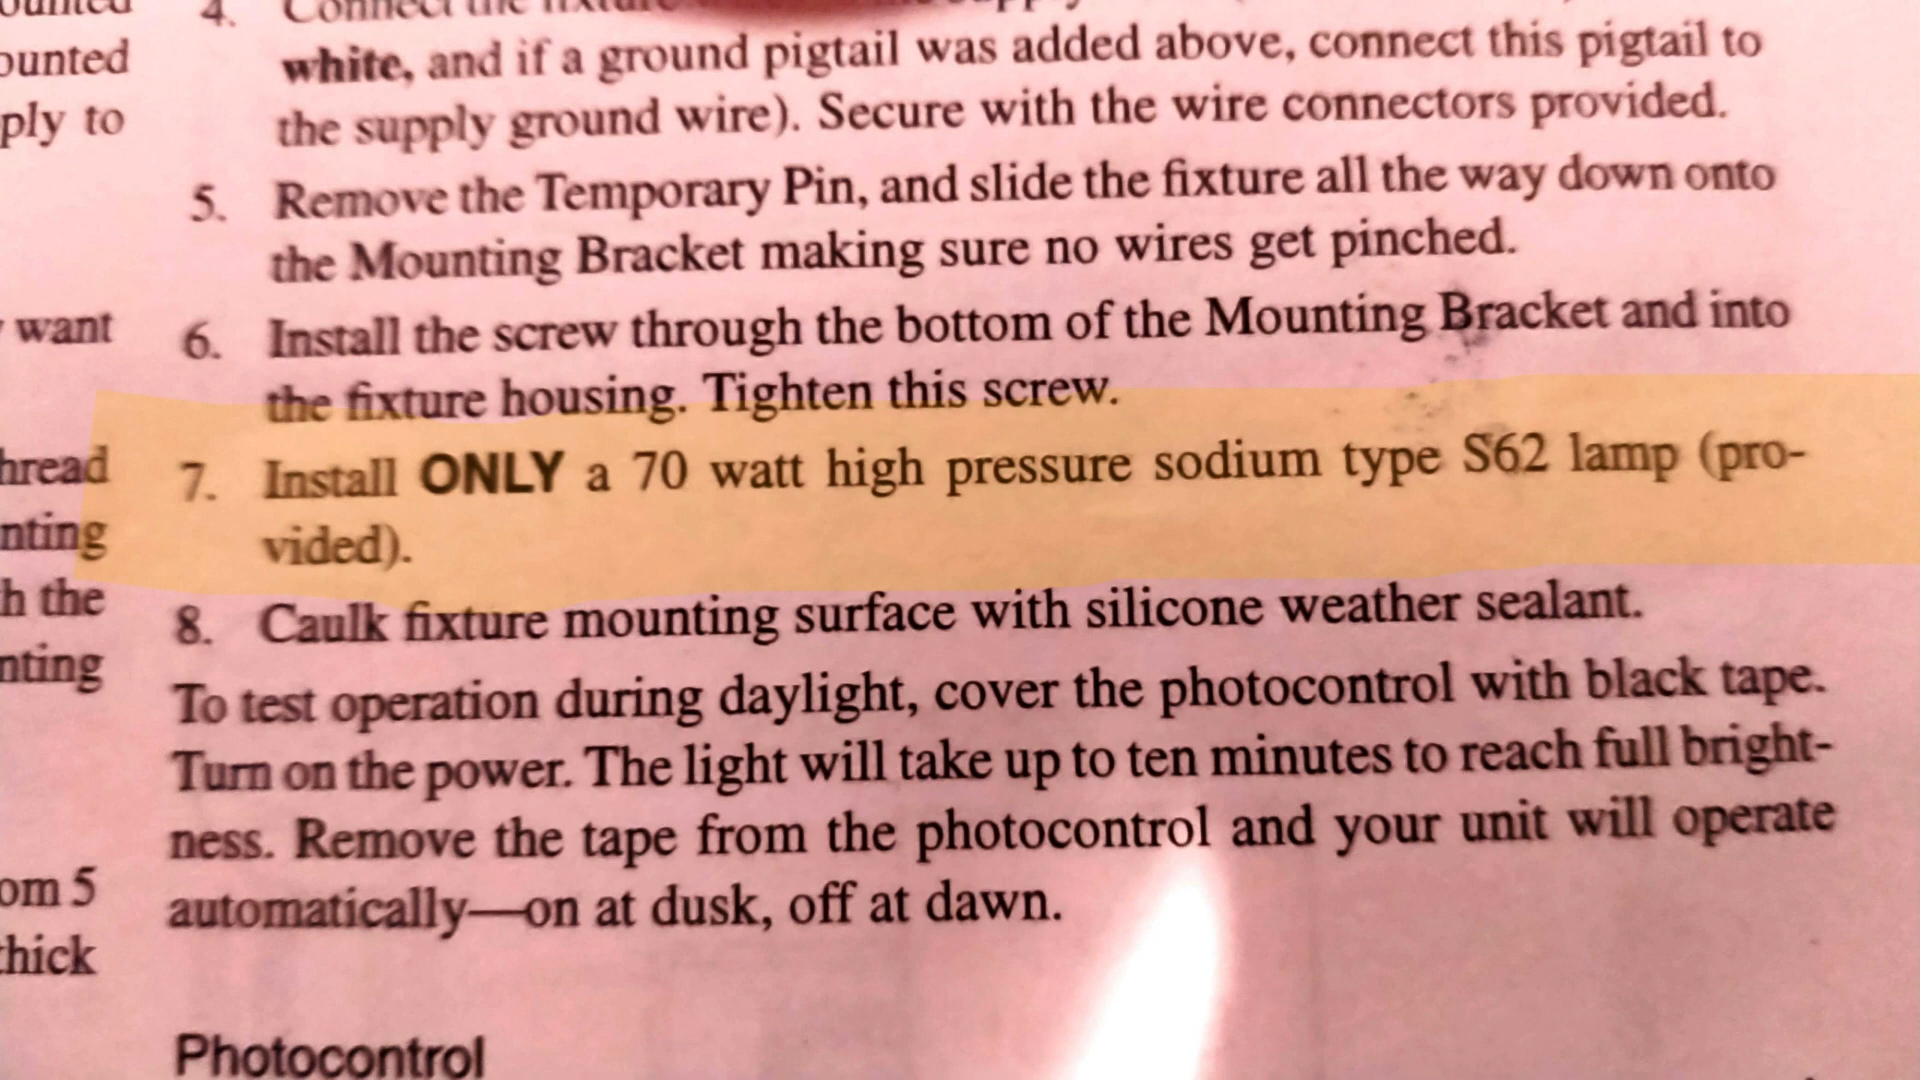 ounted
ply to
want
hread
nting
h the
nting
om 5
hick
4. Connect the fixture
white, and if a ground pigtail was added above, connect this pigtail to
the supply ground wire). Secure with the wire connectors provided.
5. Remove the Temporary Pin, and slide the fixture all the way down onto
the Mounting Bracket making sure no wires get pinched.
6. Install the screw through the bottom of the Mounting Bracket and into
the fixture housing. Tighten this screw.
7. Install ONLY a 70 watt high pressure sodium type S62 lamp (pro-
vided).
8. Caulk fixture mounting surface with silicone weather sealant.
To test operation during daylight, cover the photocontrol with black tape.
Turn on the power. The light will take up to ten minutes to reach full bright-
ness. Remove the tape from the photocontrol and your unit will operate
automatically—on at dusk, off at dawn.
Photocontrol